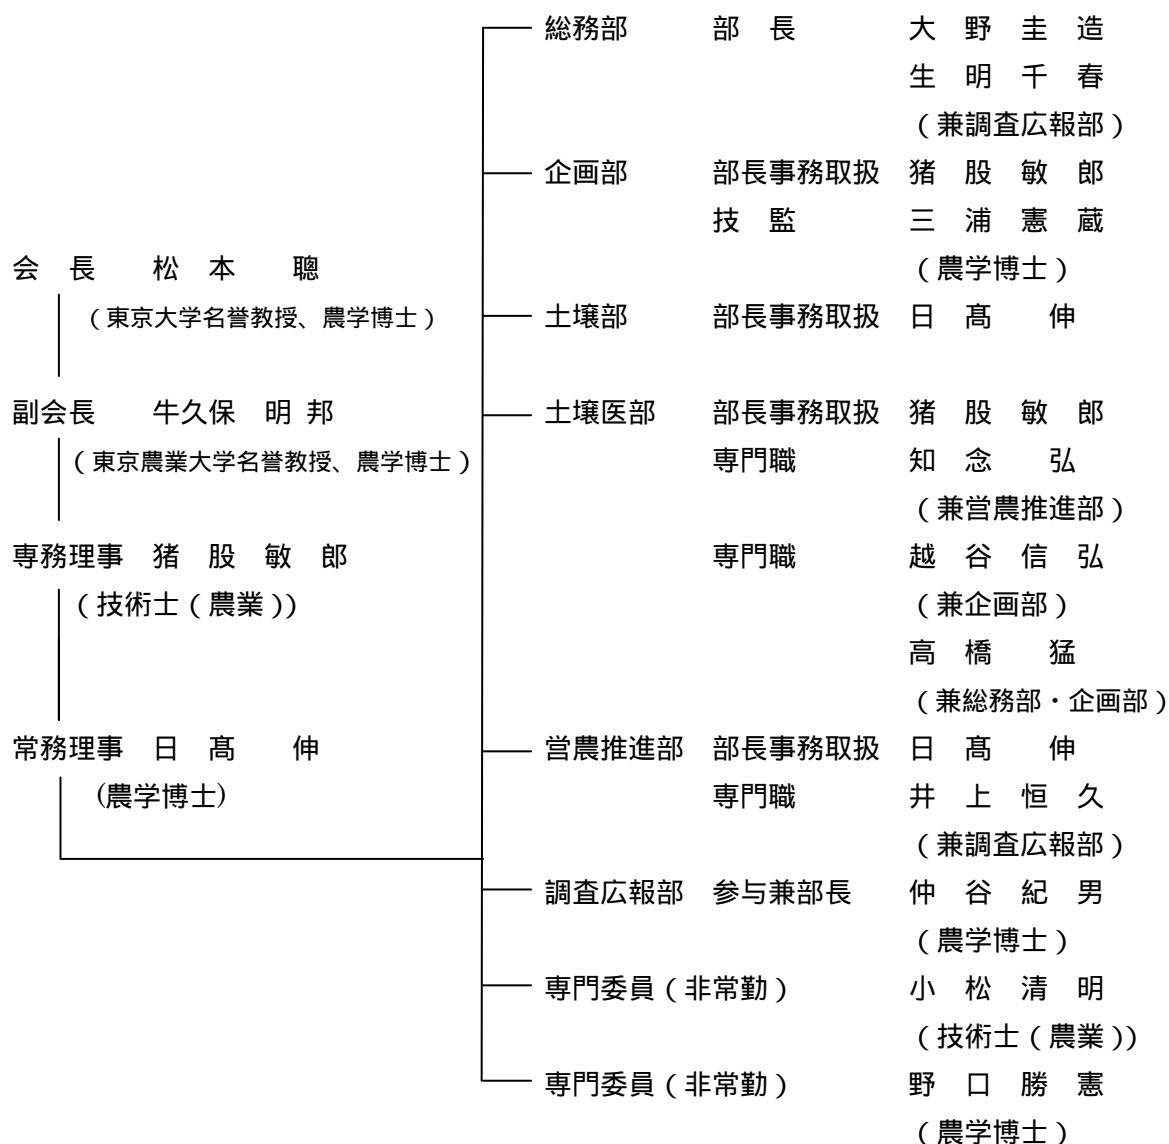 会　長　　松　本　　聰
（東京大学名誉教授、農学博士）
副会長　　牛久保　明 邦
（東京農業大学名誉教授、農学博士）
専務理事　猪　股　敏　郎
（技術士（農業））
常務理事　日　髙　　伸
(農学博士)
総務部　　部　長　　大　野　圭　造
生　明　千　春
（兼調査広報部）
企画部　　部長事務取扱　猪　股　敏　郎
技　監　　三　浦　憲　蔵
（農学博士）
土壌部　　部長事務取扱　日　髙　　伸
土壌医部　部長事務取扱　猪　股　敏　郎
専門職　　知　念　　弘
（兼営農推進部）
専門職　　越　谷　信　弘
（兼企画部）
高　橋　　猛
（兼総務部・企画部）
営農推進部　部長事務取扱　日　髙　　伸
専門職　　井　上　恒　久
（兼調査広報部）
調査広報部　参与兼部長　仲　谷　紀　男
（農学博士）
専門委員（非常勤）　小　松　清　明
（技術士（農業））
専門委員（非常勤）　野　口　勝　憲
（農学博士）